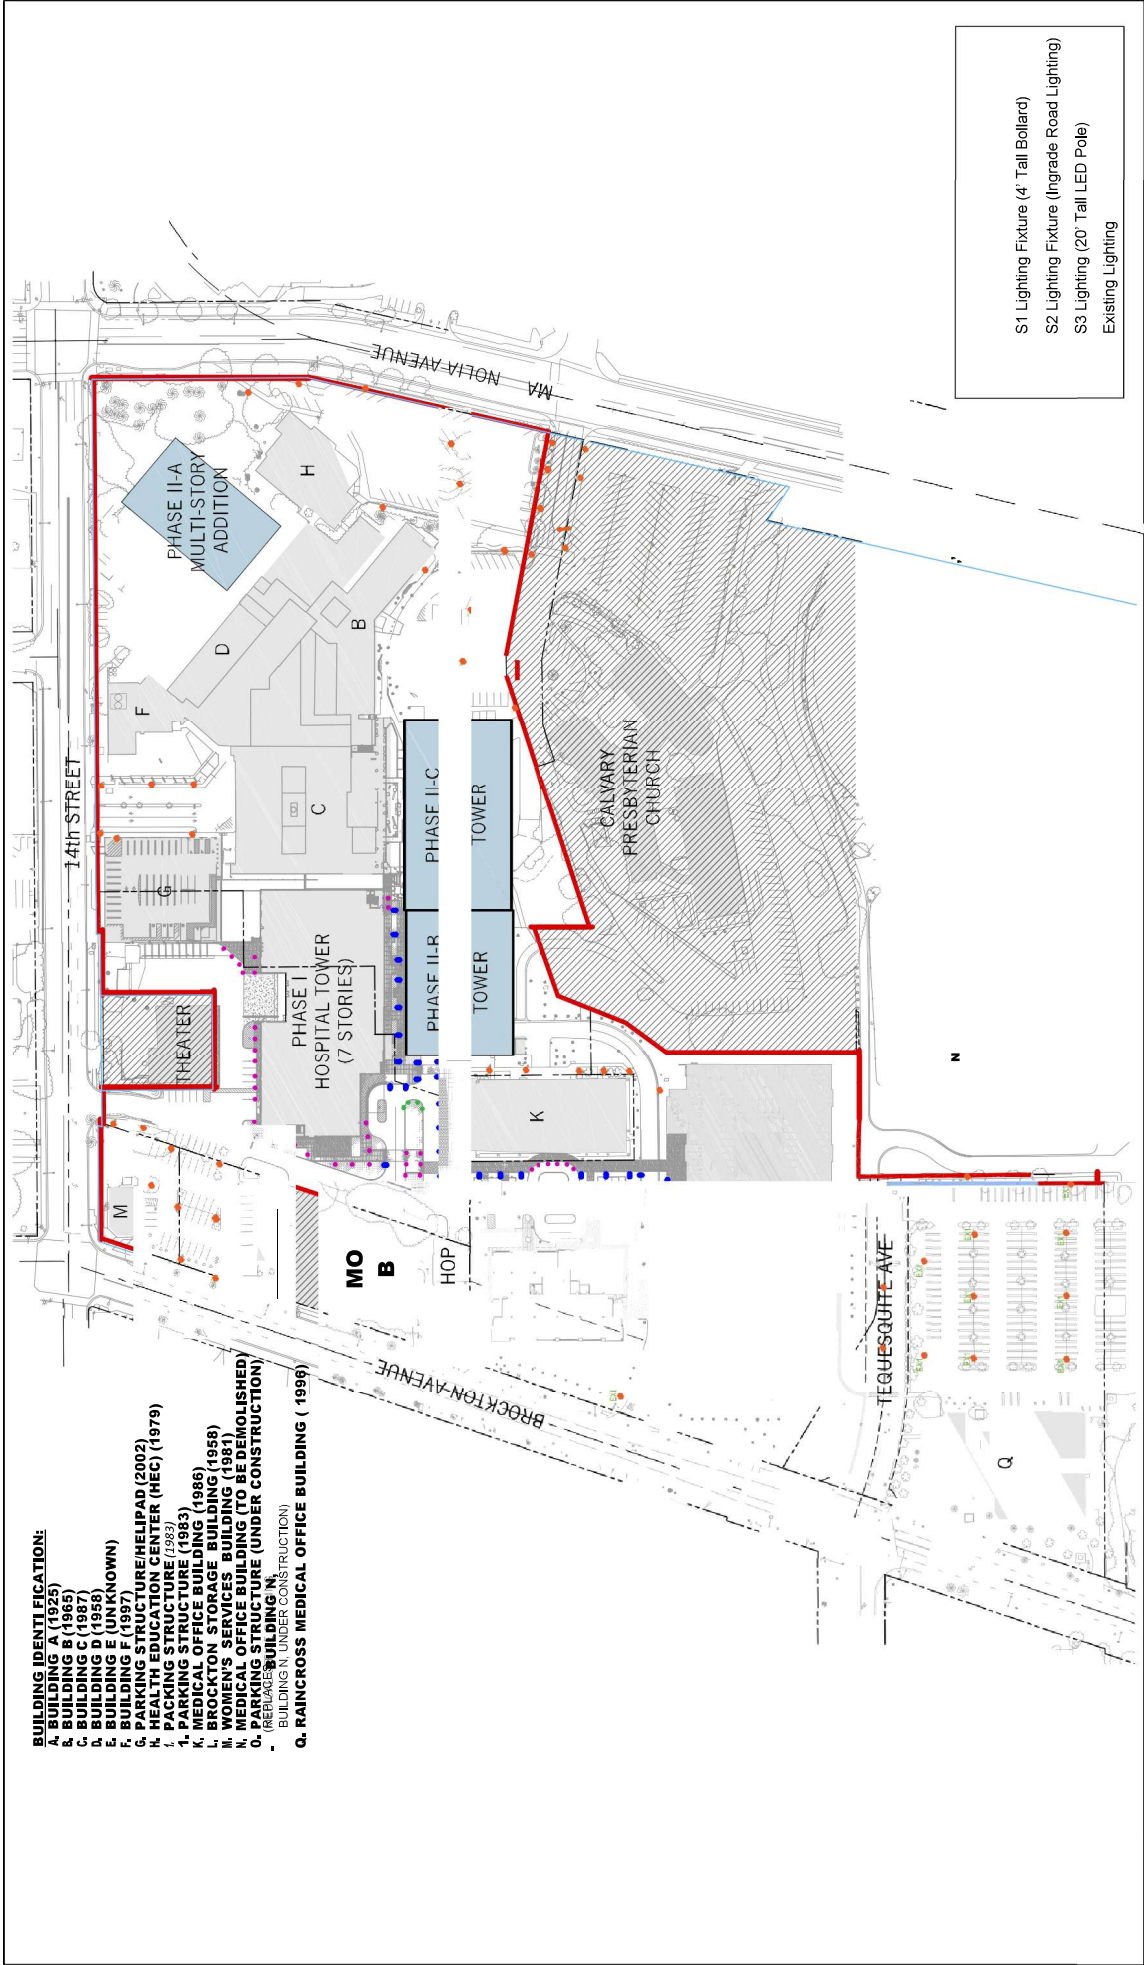 BUILDING IDENTI FICATION:
A. BUILDING A (1925)
B. BUILDING B (1965)
C. BUILDING C (1987)
D. BUILDING D (1958)
E. BUILDING E (UNKNOWN)
F. BUILDING F (1997)
G. PARKING STRUCTURE/HELIPAD (2002)
H. HEALTH EDUCATION CENTER (HEC) (1979)
PACKING STRUCTURE (1983)
1. PARKING STRUCTURE (1983)
K. MEDICAL OFFICE BUILDING (1986)
L. BROCKTON STORAGE BUILDING (1958)
M. WOMEN'S SERVICES BUILDING (1981)
N. MEDICAL OFFICE BUILDING (TO BE DEMOLISHED)
O. PARKING STRUCTURE (UNDER CONSTRUCTION)
(REPLACES BUILDING N,
BUILDING N, UNDER CONSTRUCTION)
Q. RAINCROSS MEDICAL OFFICE BUILDING ( 1996)
14th STREET
M
THEATER
G
F
D
PHASE II-A
MULTI-STORY
ADDITION
H
B
C
PHASE I
HOSPITAL TOWER
(7 STORIES)
MO
B
HOP
PHASE II-B
TOWER
PHASE II-C
TOWER
K
MA
NOLIA AVENUE
BROCKTON AVENUE
CALVARY
PRESBYTERIAN
CHURCH
TEQUESQUITE AVE
N
Q
EX1
S1 Lighting Fixture (4' Tall Bollard)
S2 Lighting Fixture (Ingrade Road Lighting)
S3 Lighting (20' Tall LED Pole)
Existing Lighting